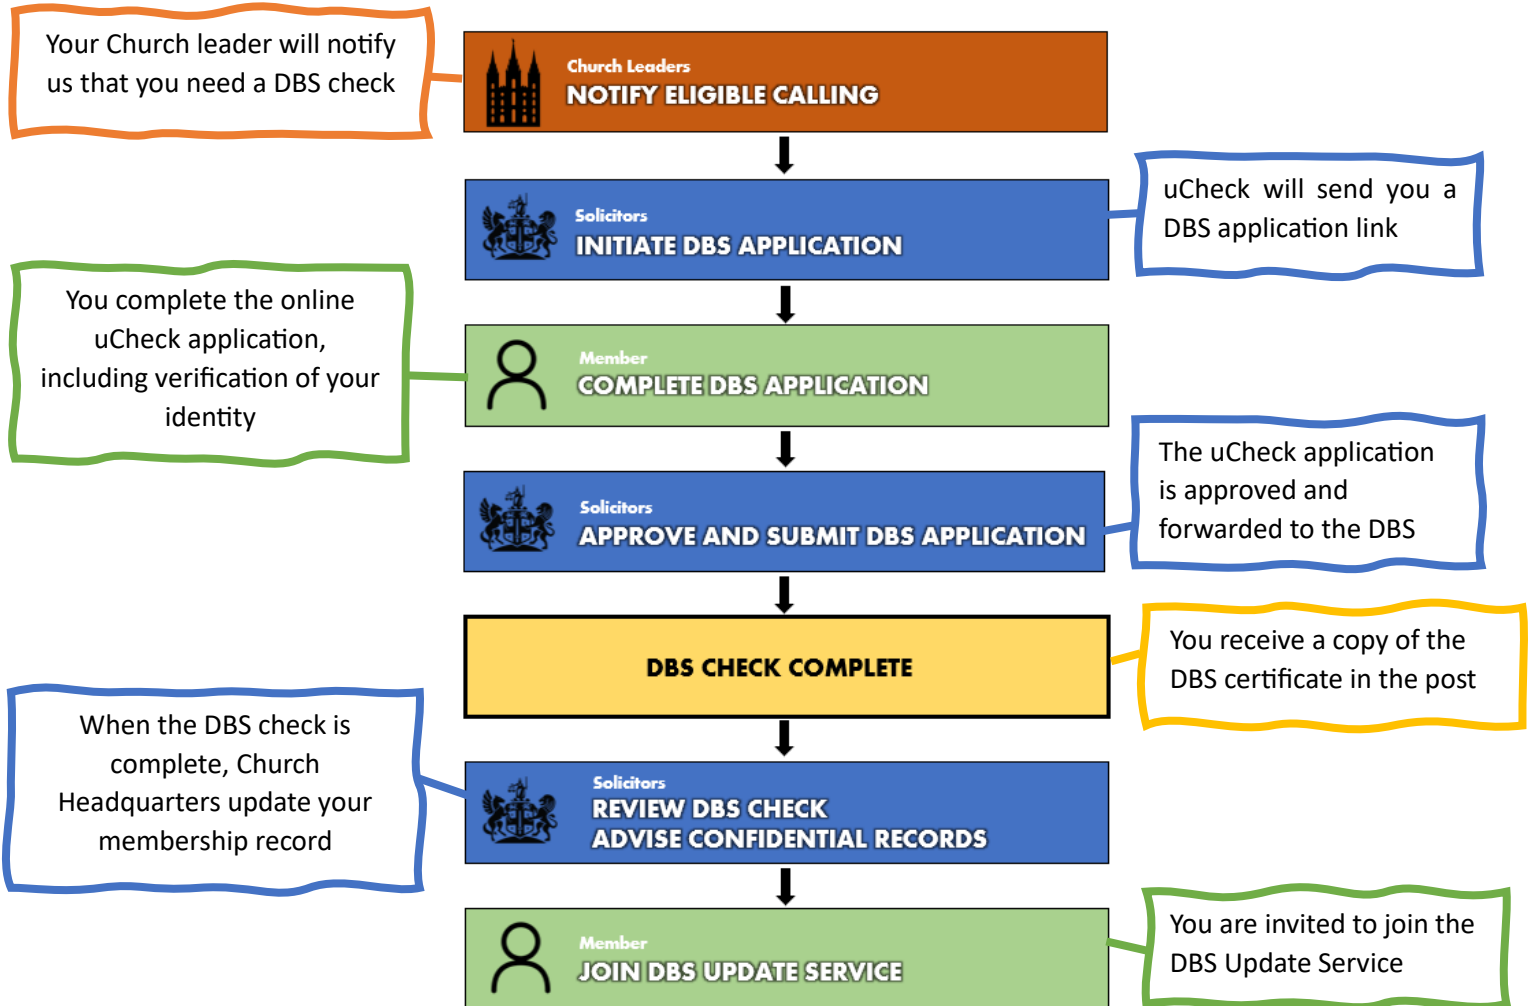 Your Church leader will notify
us that you need a DBS check
Church Leaders
NOTIFY ELIGIBLE CALLING
Solicitors
INITIATE DBS APPLICATION
uCheck will send you a
DBS application link
You complete the online
uCheck application,
including verification of your
identity
Member
COMPLETE DBS APPLICATION
Solicitors
APPROVE AND SUBMIT DBS APPLICATION
The uCheck application
is approved and
forwarded to the DBS
DBS CHECK COMPLETE
You receive a copy of the
DBS certificate in the post
When the DBS check is
complete, Church
Headquarters update your
membership record
Solicitors
REVIEW DBS CHECK
ADVISE CONFIDENTIAL RECORDS
Member
JOIN DBS UPDATE SERVICE
You are invited to join the
DBS Update Service